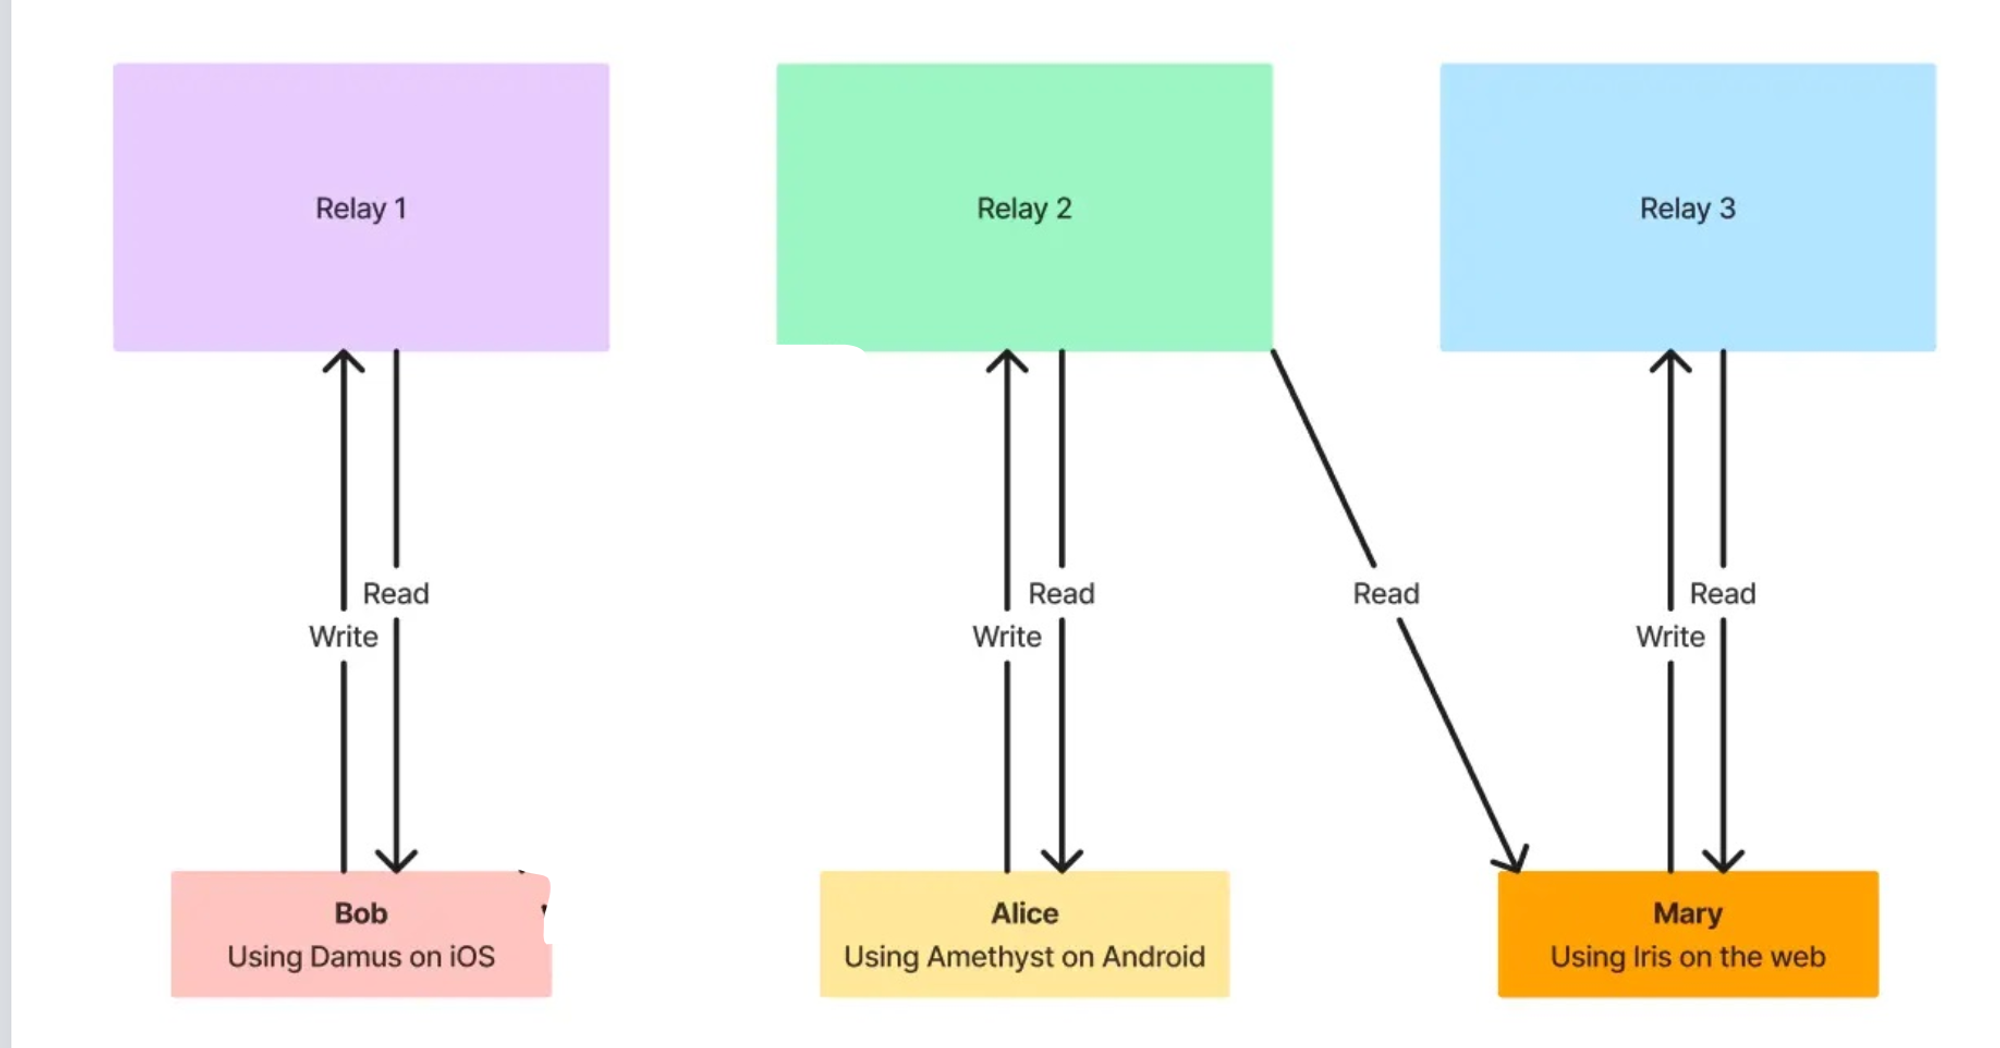 Relay 1
Relay 2
Relay 3
Read
Write
Read
Write
Read
Read
Write
Bob
Using Damus on iOS
Alice
Using Amethyst on Android
Mary
Using Iris on the web